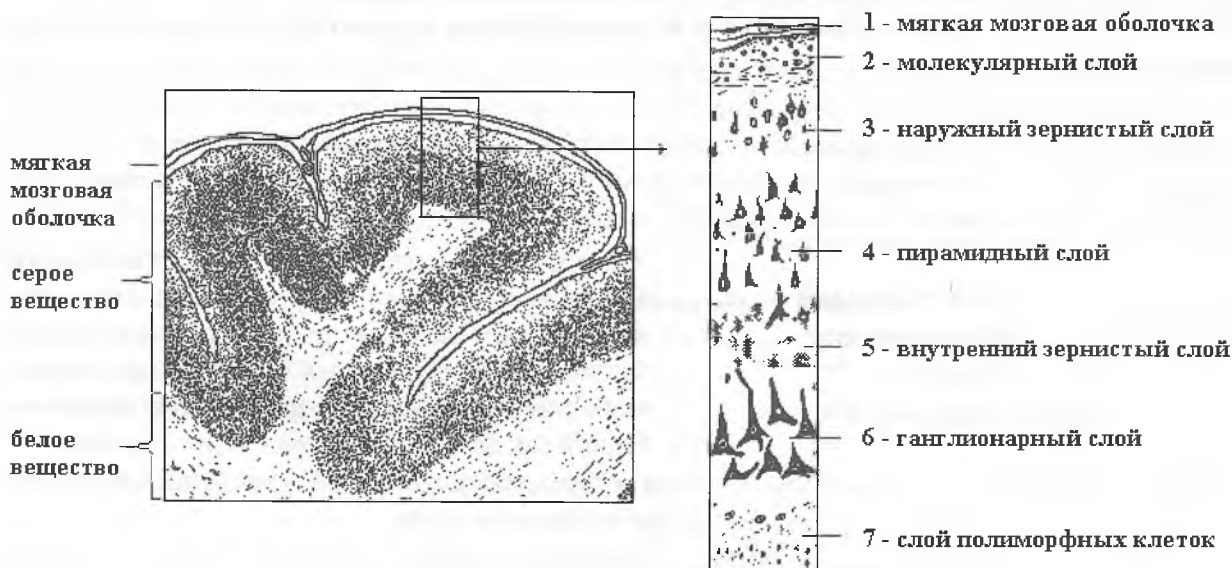 мягкая
мозговая
оболочка
серое
вещество
белое
вещество
1 - мягкая мозговая оболочка
2 - молекулярный слой
3 - наружный зернистый слой
4 - пирамидный слой
5 - внутренний зернистый слой
6 - ганглионарный слой
7 - слой полиморфных клеток